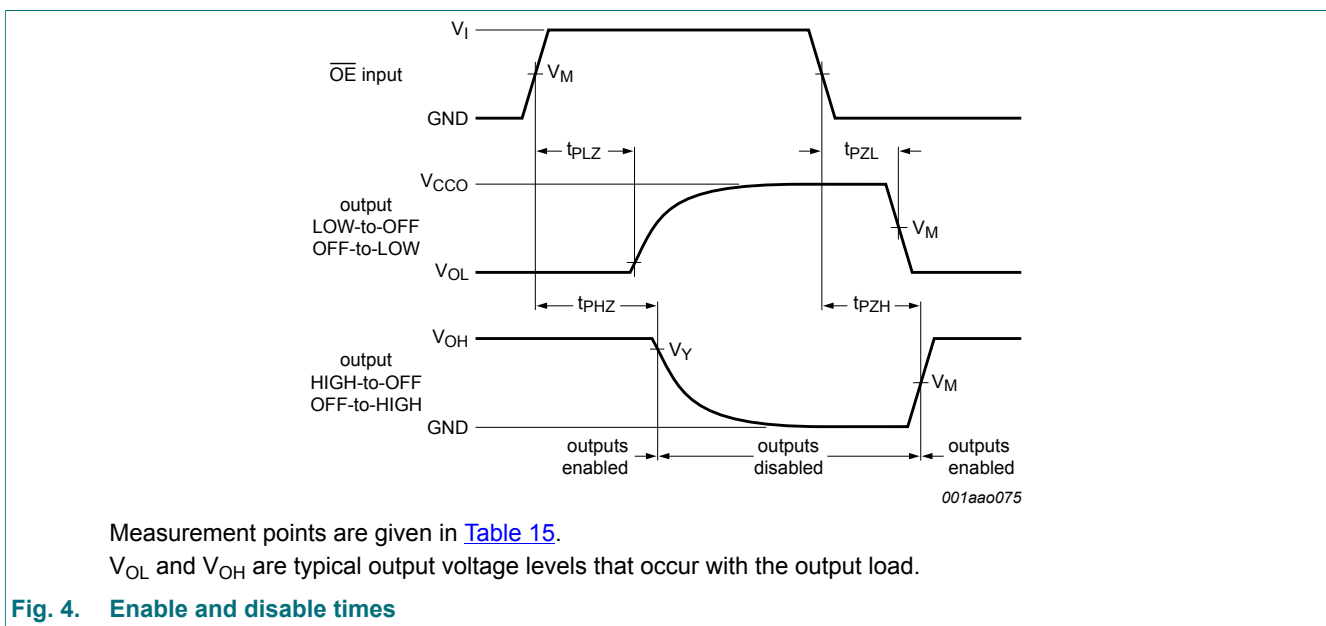 V_I
OE input
V_M
GND
t_PLZ
t_PZL
V_CCO
output
LOW-to-OFF
OFF-to-LOW
V_M
V_OL
t_PHZ
t_PZH
V_OH
output
HIGH-to-OFF
OFF-to-HIGH
V_Y
V_M
GND
outputs
enabled
outputs
disabled
outputs
enabled
001aao075
Measurement points are given in Table 15.
V_OL and V_OH are typical output voltage levels that occur with the output load.
Fig. 4. Enable and disable times